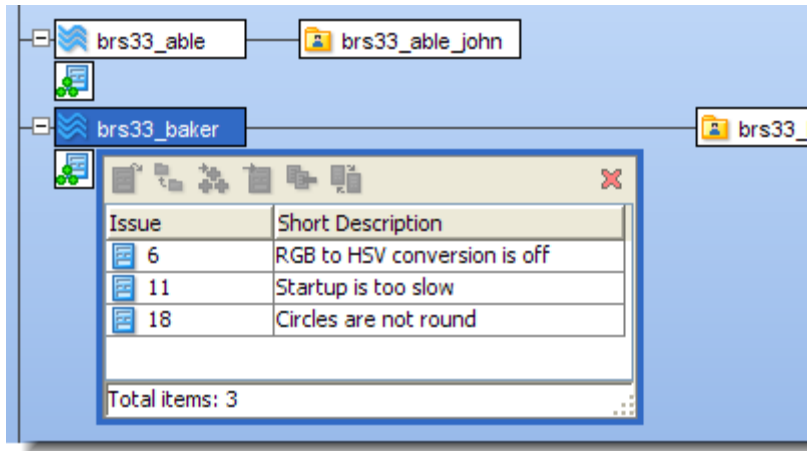 brs33_able brs33_able_john
brs33_baker brs33_
Issue Short Description
6 RGB to HSV conversion is off
11 Startup is too slow
18 Circles are not round
Total items: 3